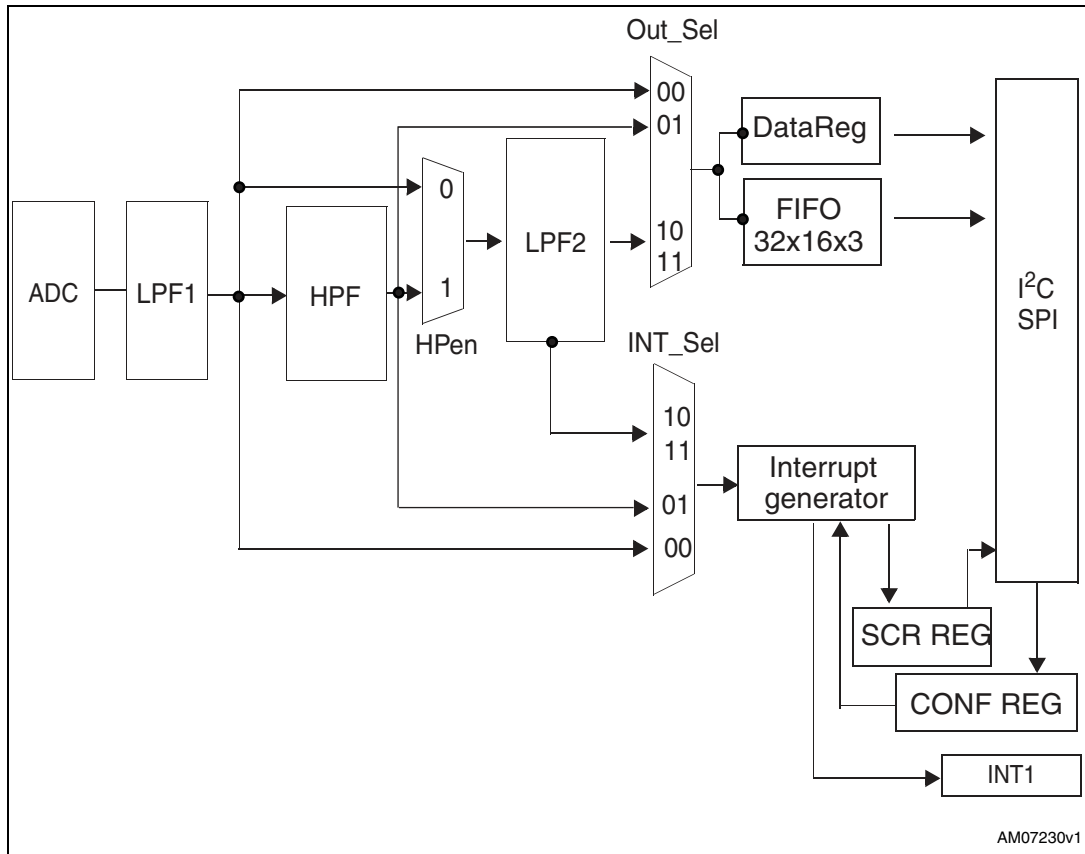 Out_Sel
00
01
10
11
DataReg
FIFO
32x16x3
I²C
SPI
ADC
LPF1
HPF
0
1
HPen
LPF2
INT_Sel
10
11
01
00
Interrupt
generator
SCR REG
CONF REG
INT1
AM07230v1